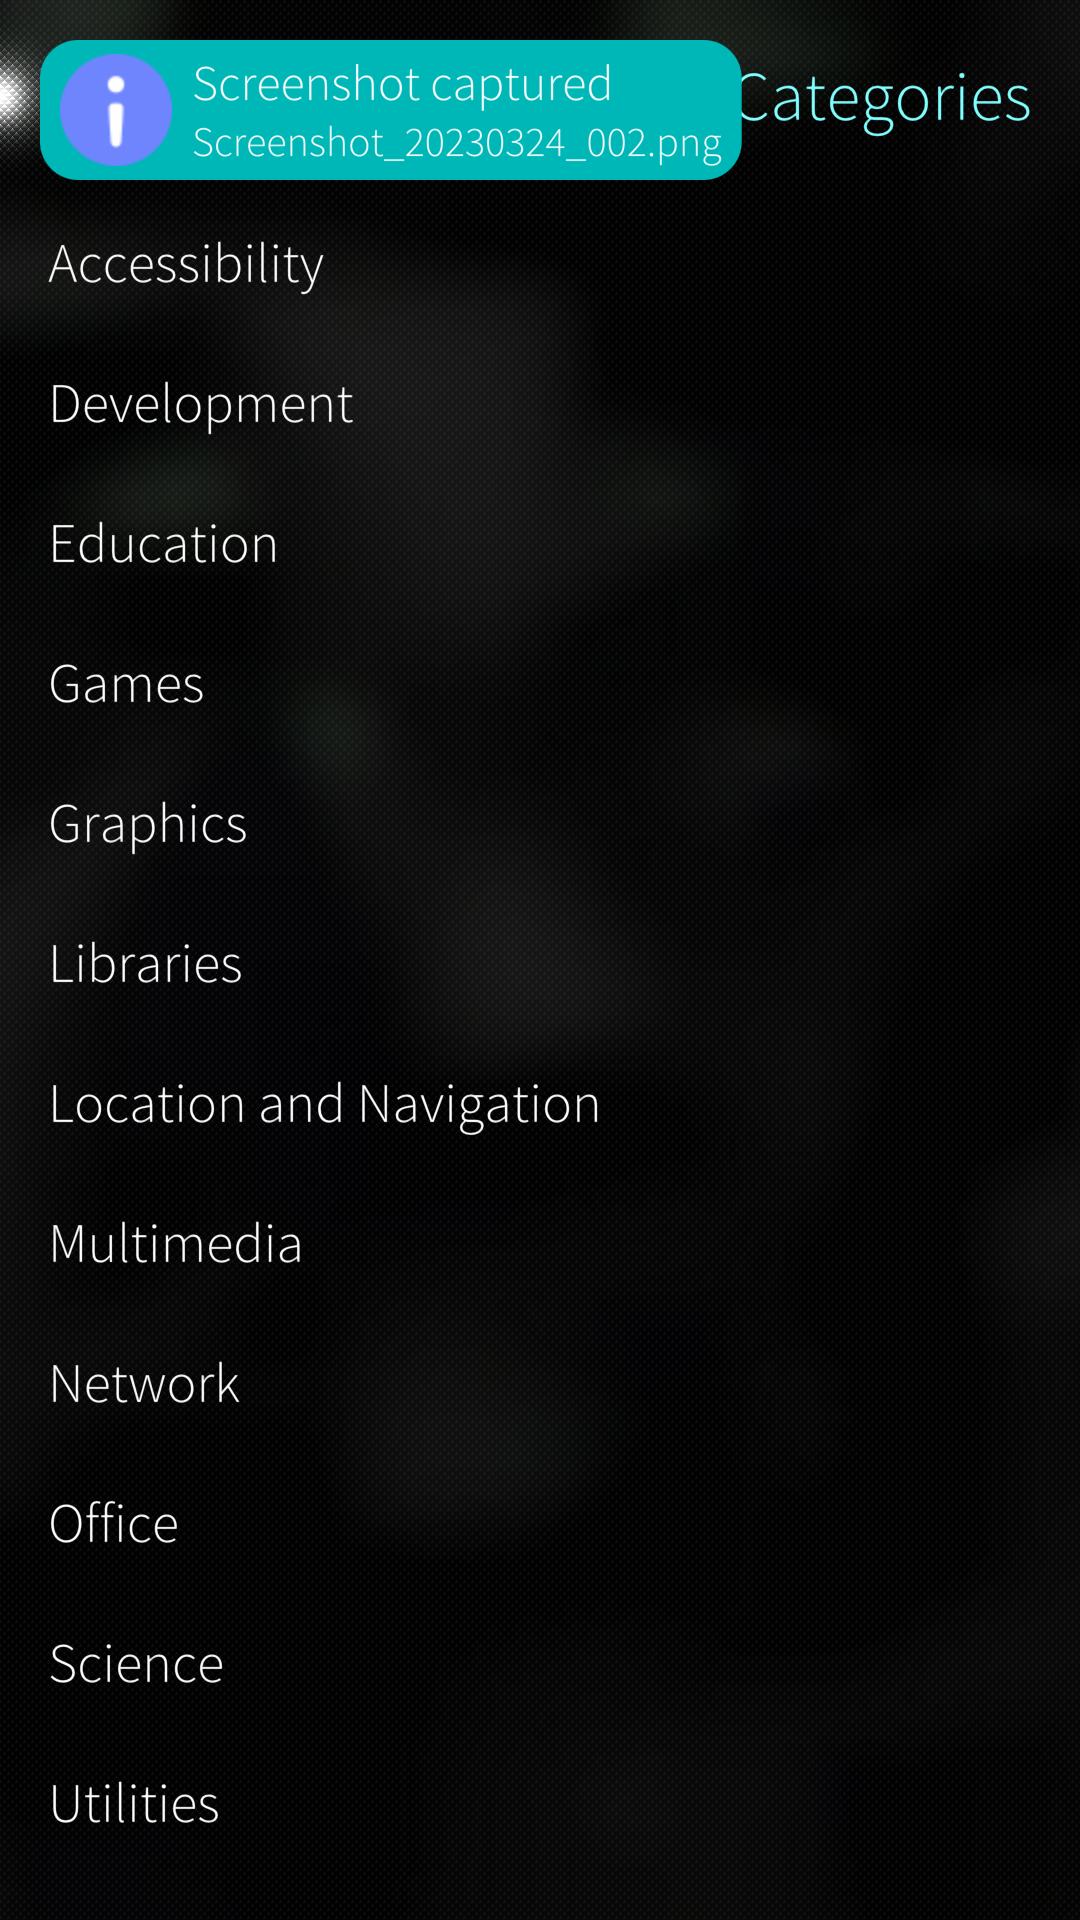 Screenshot captured
Screenshot_20230324_002.png
Categories
Accessibility
Development
Education
Games
Graphics
Libraries
Location and Navigation
Multimedia
Network
Office
Science
Utilities